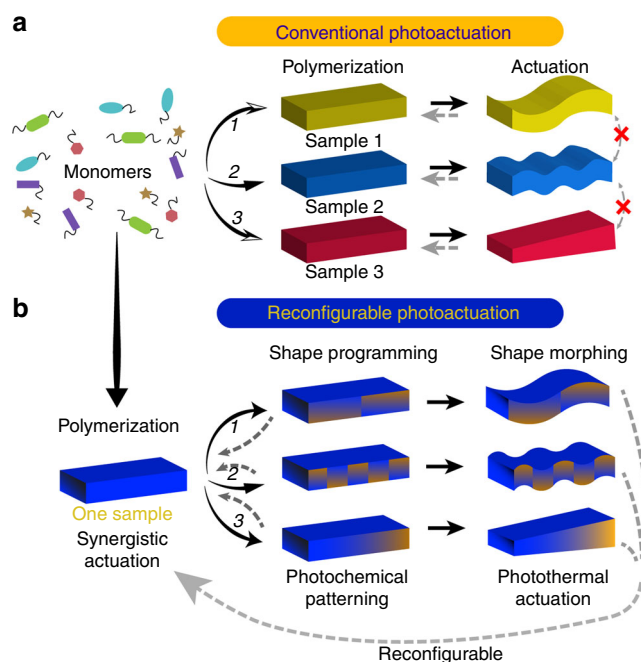 a
Conventional photoactuation
Polymerization
Actuation
Monomers
1
2
3
Sample 1
Sample 2
Sample 3
b
Reconfigurable photoactuation
Shape programming
Shape morphing
Polymerization
One sample
Synergistic
actuation
1
2
3
Photochemical
patterning
Photothermal
actuation
Reconfigurable